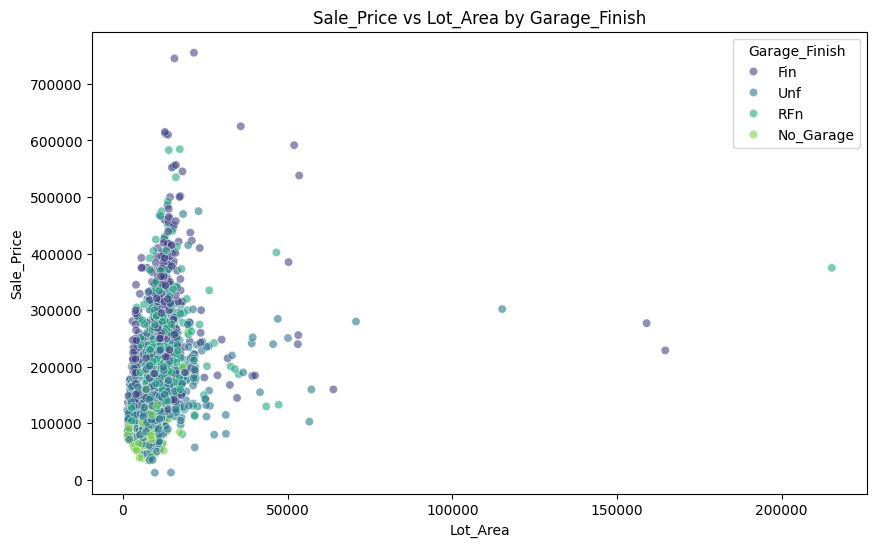 Sale_Price vs Lot_Area by Garage_Finish
Garage_Finish
Fin
Unf
RFn
No_Garage
700000
600000
500000
400000
300000
200000
100000
0
Sale_Price
0
50000
100000
150000
200000
Lot_Area